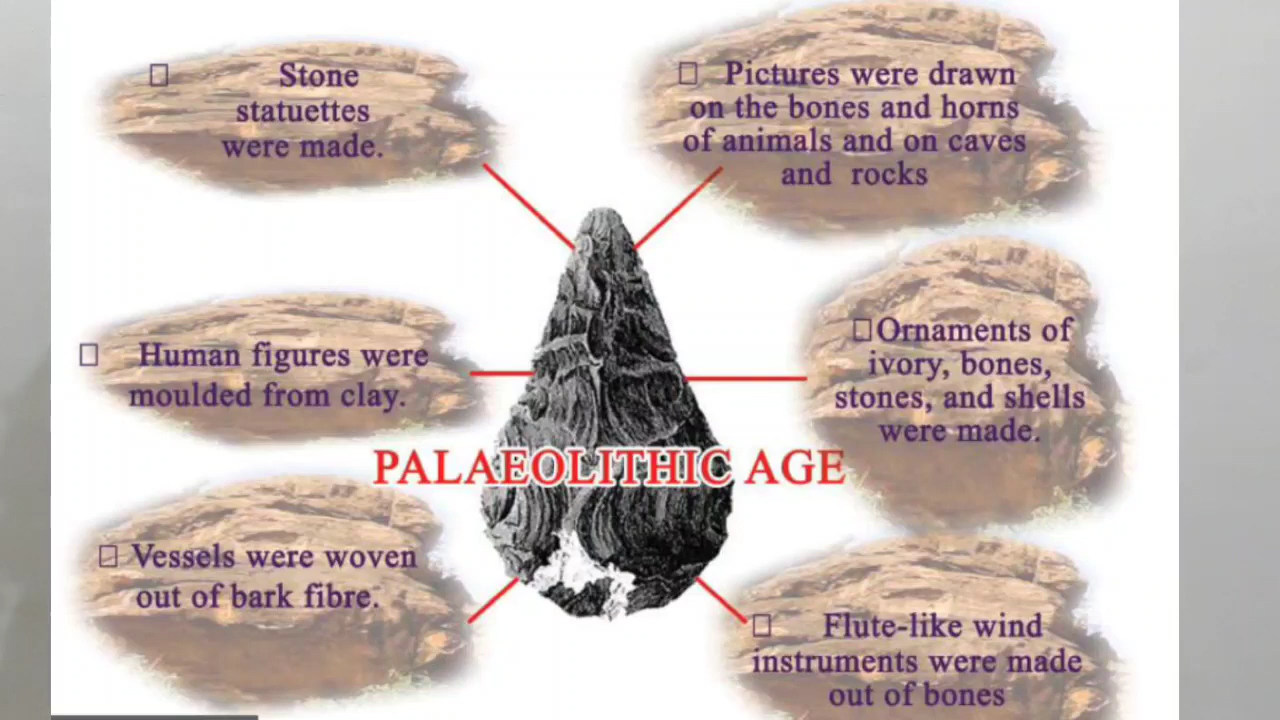 □ Stone
statuettes
were made.
□ Pictures were drawn
on the bones and horns
of animals and on caves
and rocks
□ Human figures were
moulded from clay.
□Ornaments of
ivory, bones,
stones, and shells
were made.
PALAEOLITHIC AGE
□ Vessels were woven
out of bark fibre.
□ Flute-like wind
instruments were made
out of bones